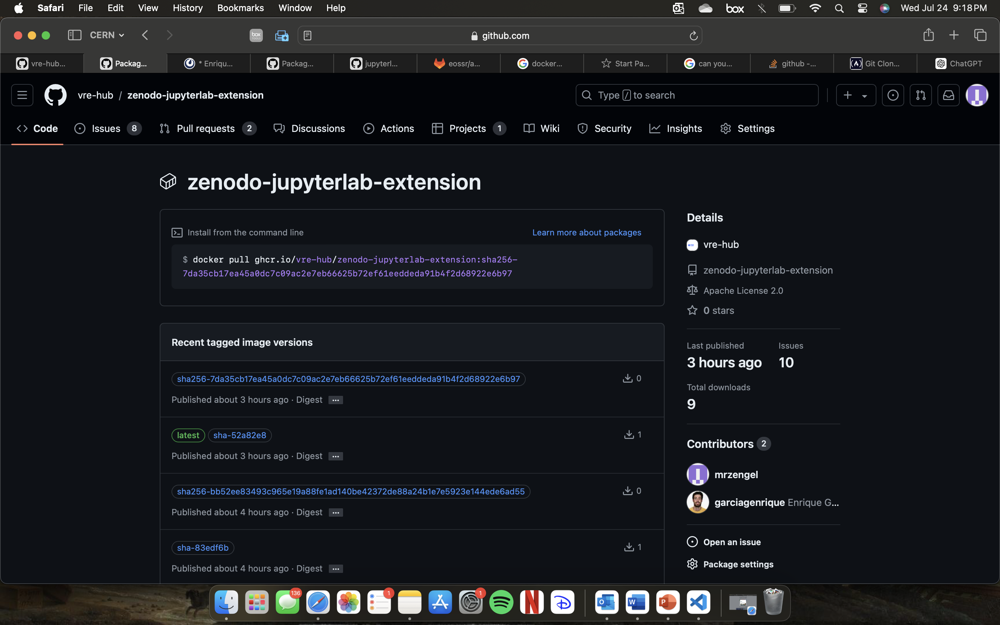 Safari File Edit View History Bookmarks Window Help box Wed Jul 24 9:18 PM
CERN box TOOLS github.com
vre-hub... Packag... * Enriqu... Packag... jupyterl... eossr/a... docker... Start Pa... can you... github -... Git Clon... ChatGPT
vre-hub / zenodo-jupyterlab-extension Type / to search
Code Issues 8 Pull requests 2 Discussions Actions Projects 1 Wiki Security Insights Settings
zenodo-jupyterlab-extension
Install from the command line Learn more about packages
$ docker pull ghcr.io/vre-hub/zenodo-jupyterlab-extension:sha256-
7da35cb17ea45a0dc7c09ac2e7eb66625b72ef61eeddeda91b4f2d68922e6b97
Recent tagged image versions
sha256-7da35cb17ea45a0dc7c09ac2e7eb66625b72ef61eeddeda91b4f2d68922e6b97 0
Published about 3 hours ago · Digest ...
latest sha-52a82e8 1
Published about 3 hours ago · Digest ...
sha256-bb52ee83493c965e19a88fe1ad140be42372de88a24b1e7e5923e144ede6ad55 0
Published about 4 hours ago · Digest ...
sha-83edf6b 1
Published about 4 hours ago · Digest ...
Details
vre-hub
zenodo-jupyterlab-extension
Apache License 2.0
0 stars
Last published Issues
3 hours ago 10
Total downloads
9
Contributors 2
mrzengel
garciagenrique Enrique G...
Open an issue
Package settings
136 1 1